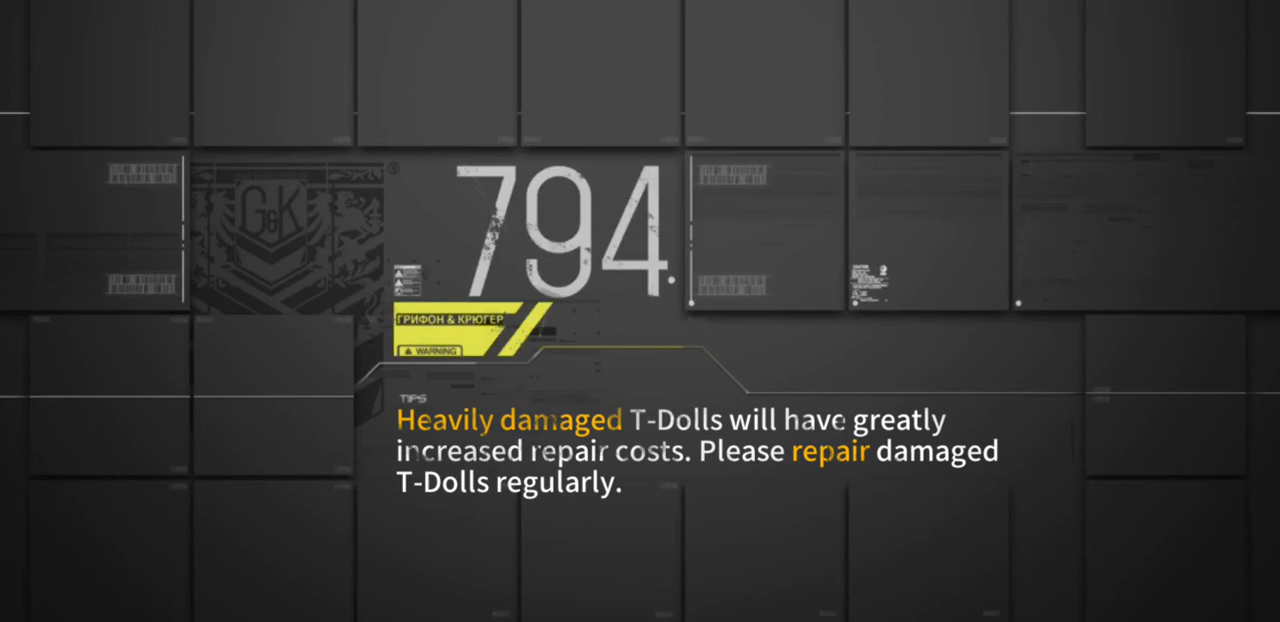 G&K
794.
ГРИФОН & КРЮГЕР
WARNING
TIPS
Heavily damaged T-Dolls will have greatly
increased repair costs. Please repair damaged
T-Dolls regularly.